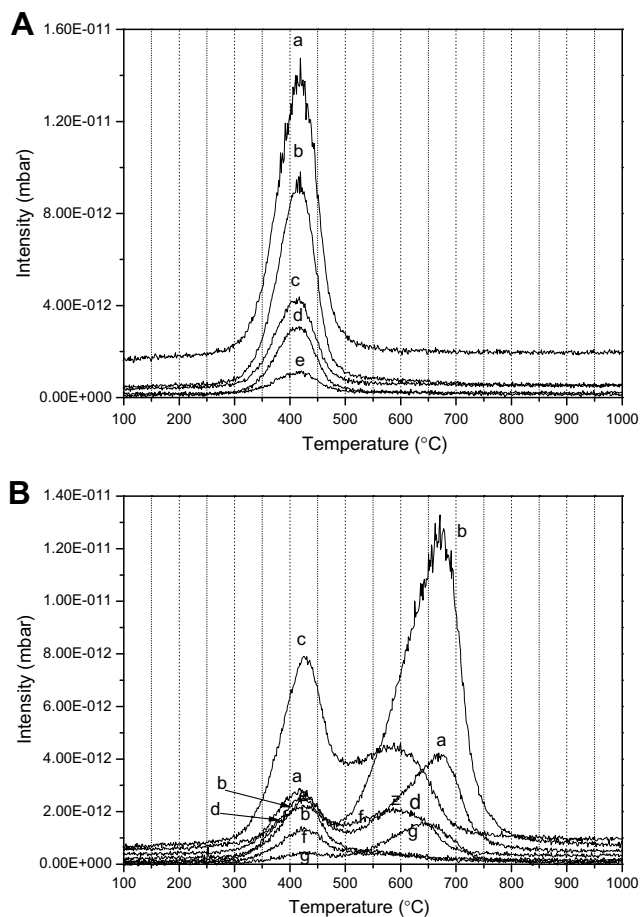 A
1.60E-011
1.20E-011
8.00E-012
4.00E-012
0.00E+000
Intensity (mbar)
a
b
c
d
e
100 200 300 400 500 600 700 800 900 1000
Temperature (°C)
B
1.40E-011
1.20E-011
1.00E-011
8.00E-012
6.00E-012
4.00E-012
2.00E-012
0.00E+000
Intensity (mbar)
b
c
a
a
b
z
d
f
d
b
g
f
g
100 200 300 400 500 600 700 800 900 1000
Temperature (°C)